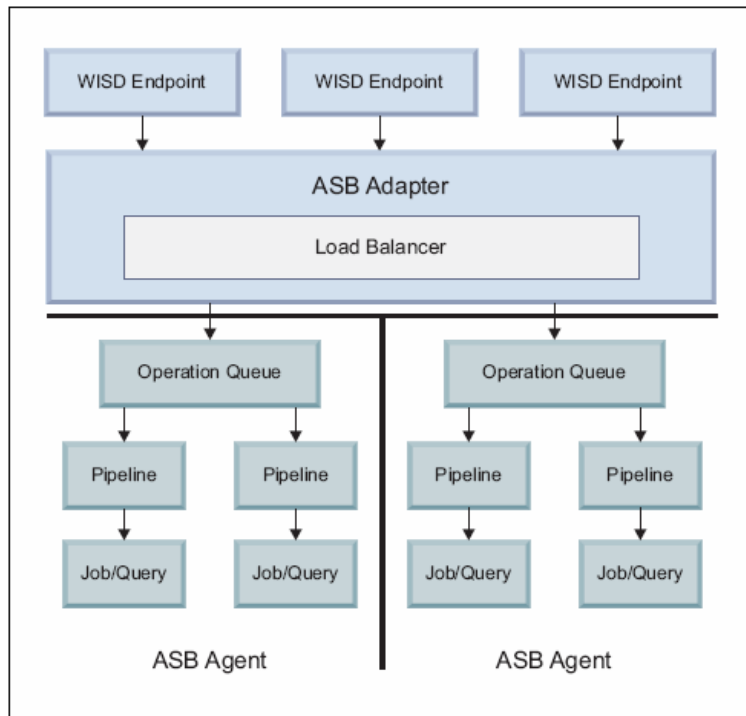 WISD Endpoint
WISD Endpoint
WISD Endpoint
ASB Adapter
Load Balancer
Operation Queue
Operation Queue
Pipeline
Pipeline
Pipeline
Pipeline
Job/Query
Job/Query
Job/Query
Job/Query
ASB Agent
ASB Agent